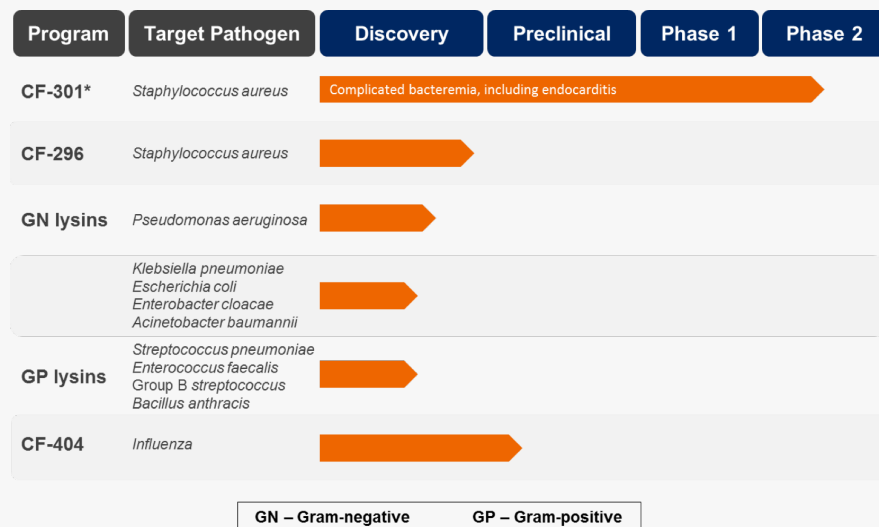 Program Target Pathogen Discovery Preclinical Phase 1 Phase 2
CF-301* Staphylococcus aureus Complicated bacteremia, including endocarditis
CF-296 Staphylococcus aureus
GN lysins Pseudomonas aeruginosa
Klebsiella pneumoniae
Escherichia coli
Enterobacter cloacae
Acinetobacter baumannii
GP lysins
Streptococcus pneumoniae
Enterococcus faecalis
Group B streptococcus
Bacillus anthracis
CF-404 Influenza
GN – Gram-negative GP – Gram-positive